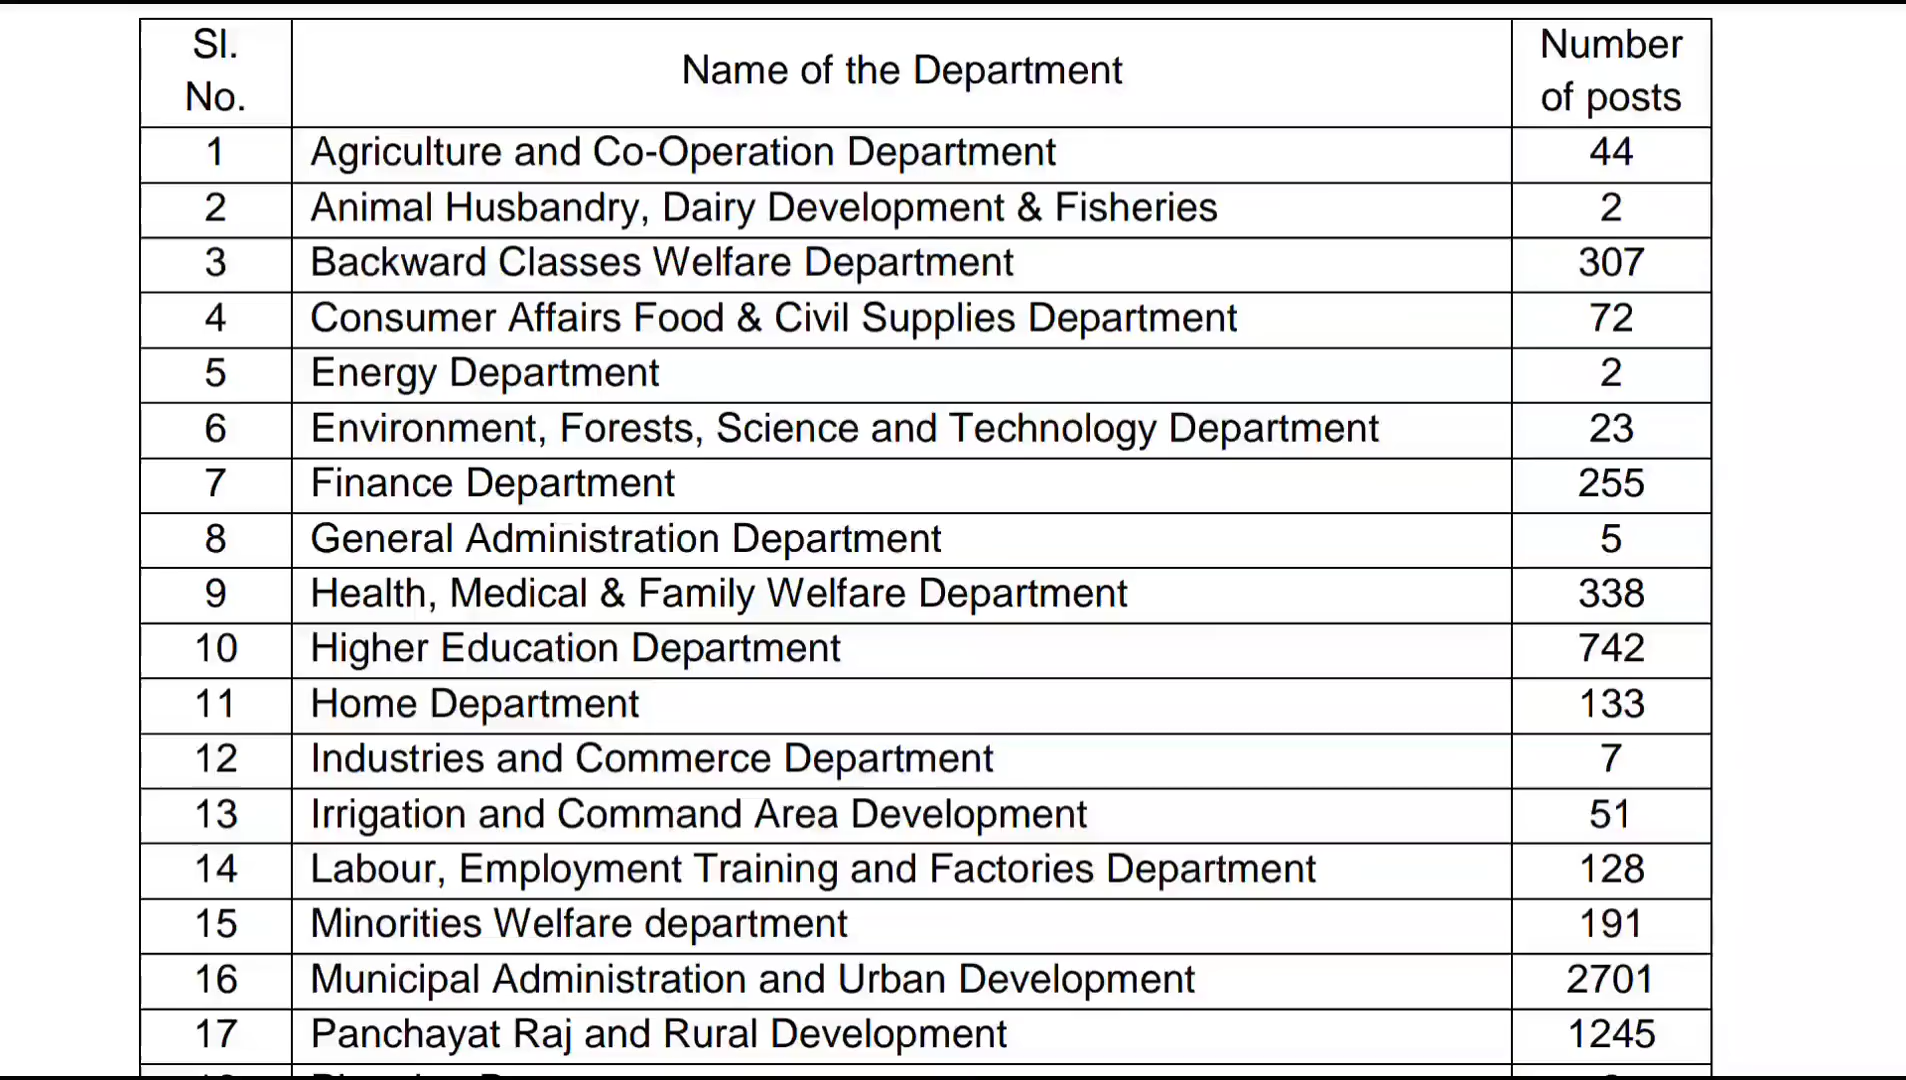 Sl. No. Name of the Department Number of posts
1 Agriculture and Co-Operation Department 44
2 Animal Husbandry, Dairy Development & Fisheries 2
3 Backward Classes Welfare Department 307
4 Consumer Affairs Food & Civil Supplies Department 72
5 Energy Department 2
6 Environment, Forests, Science and Technology Department 23
7 Finance Department 255
8 General Administration Department 5
9 Health, Medical & Family Welfare Department 338
10 Higher Education Department 742
11 Home Department 133
12 Industries and Commerce Department 7
13 Irrigation and Command Area Development 51
14 Labour, Employment Training and Factories Department 128
15 Minorities Welfare department 191
16 Municipal Administration and Urban Development 2701
17 Panchayat Raj and Rural Development 1245